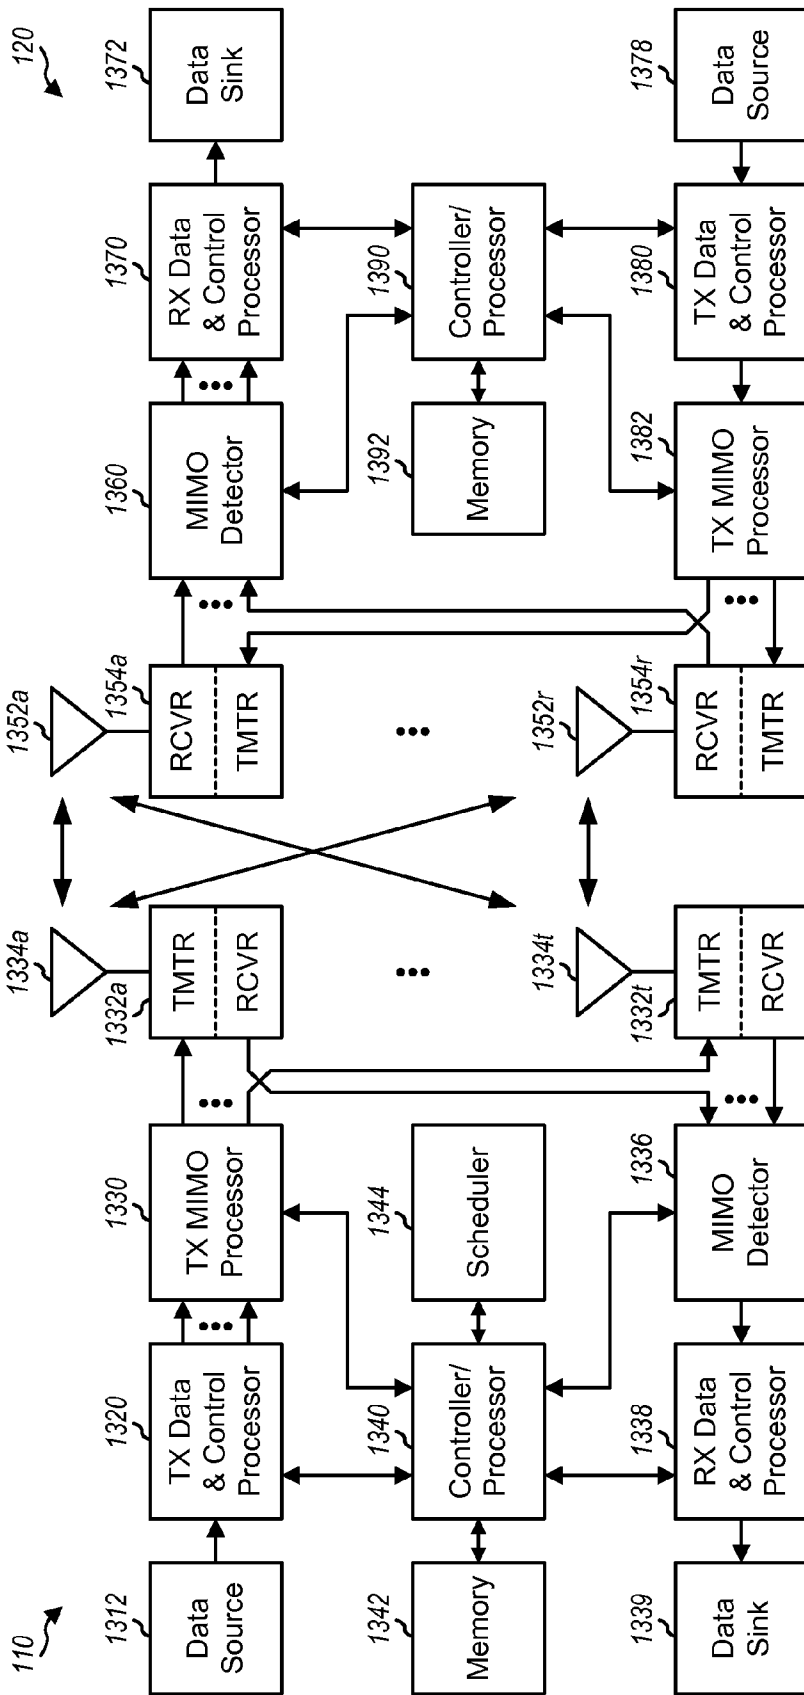 110
120
1312
Data
Source
1320
TX Data
& Control
Processor
1330
TX MIMO
Processor
1332a
TMTR
RCVR
1334a
1352a
1354a
RCVR
TMTR
1360
MIMO
Detector
1370
RX Data
& Control
Processor
1372
Data
Sink
1342
Memory
1340
Controller/
Processor
1344
Scheduler
1392
Memory
1390
Controller/
Processor
1339
Data
Sink
1338
RX Data
& Control
Processor
1336
MIMO
Detector
1332t
TMTR
RCVR
1334t
1352r
1354r
RCVR
TMTR
1382
TX MIMO
Processor
1380
TX Data
& Control
Processor
1378
Data
Source